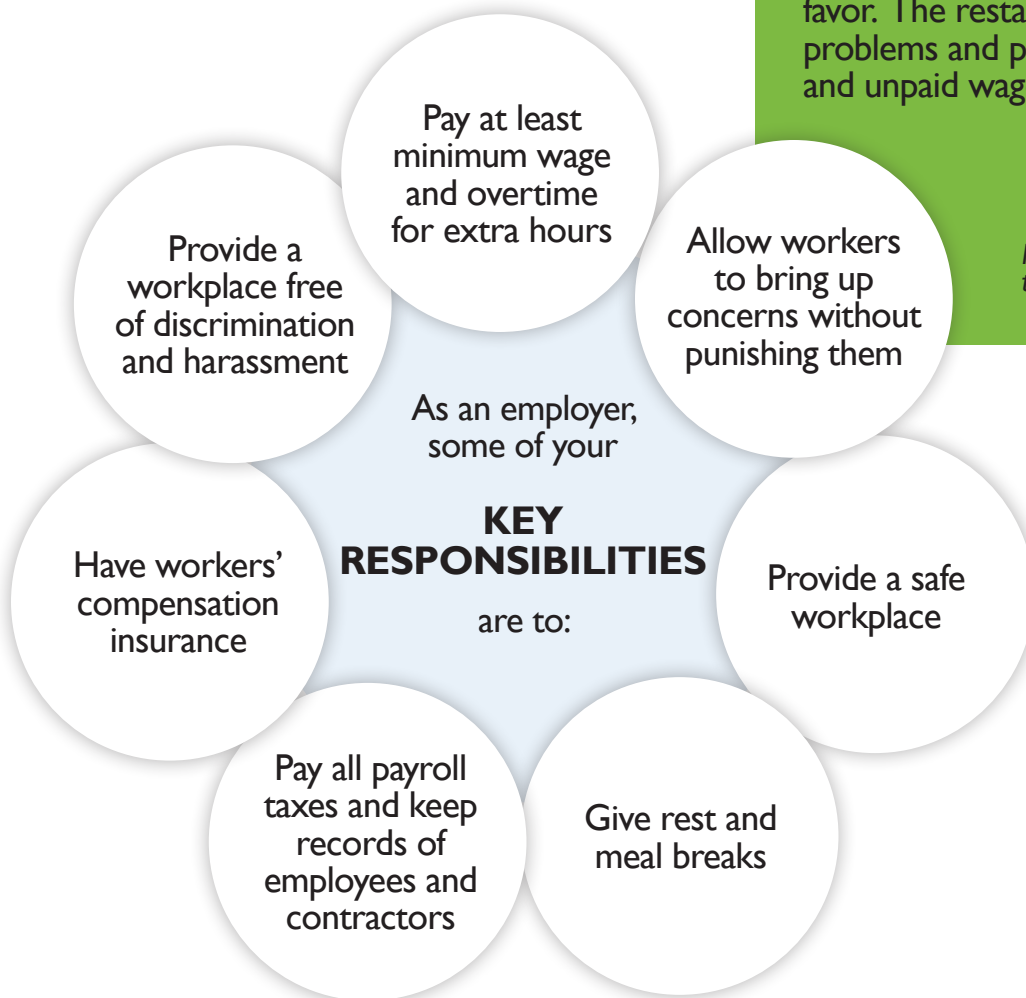 favor. The resta
problems and p
and unpaid wag
Pay at least
minimum wage
and overtime
for extra hours
Allow workers
to bring up
concerns without
punishing them
Provide a safe
workplace
Give rest and
meal breaks
Pay all payroll
taxes and keep
records of
employees and
contractors
Have workers’
compensation
insurance
Provide a
workplace free
of discrimination
and harassment
As an employer,
some of your
KEY
RESPONSIBILITIES
are to: